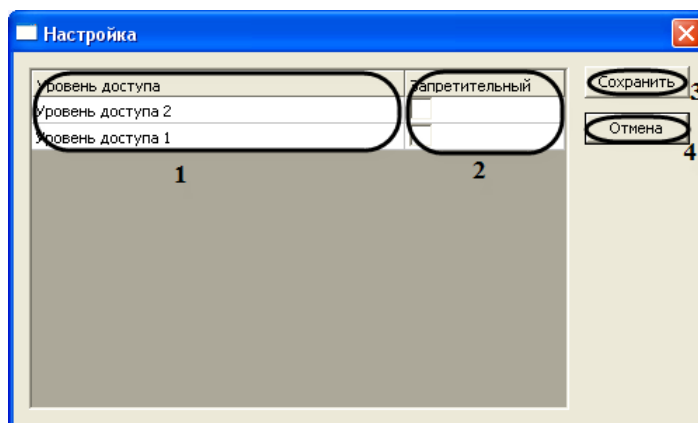 Настройка
Уровень доступа Запретительный
Уровень доступа 2
Уровень доступа 1
Сохранить
3
Отмена
4
1
2